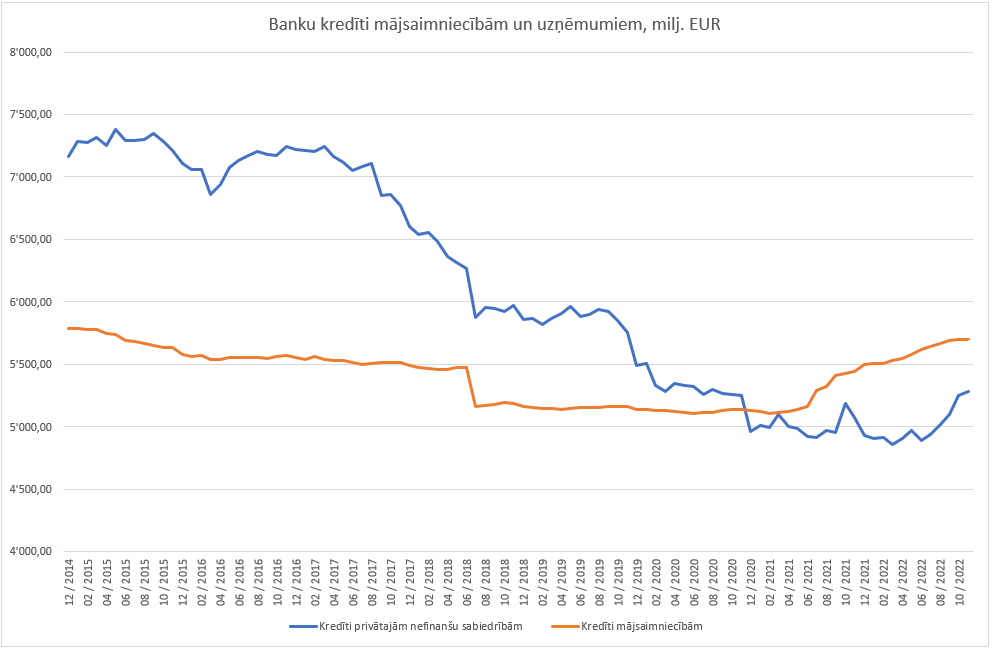 Banku kredīti mājsaimniecībām un uzņēmumiem, milj. EUR
8'000,00
7'500,00
7'000,00
6'500,00
6'000,00
5'500,00
5'000,00
4'500,00
4'000,00
12 / 2014
02 / 2015
04 / 2015
06 / 2015
08 / 2015
10 / 2015
12 / 2015
02 / 2016
04 / 2016
06 / 2016
08 / 2016
10 / 2016
12 / 2016
02 / 2017
04 / 2017
06 / 2017
08 / 2017
10 / 2017
12 / 2017
02 / 2018
04 / 2018
06 / 2018
08 / 2018
10 / 2018
12 / 2018
02 / 2019
04 / 2019
06 / 2019
08 / 2019
10 / 2019
12 / 2019
02 / 2020
04 / 2020
06 / 2020
08 / 2020
10 / 2020
12 / 2020
02 / 2021
04 / 2021
06 / 2021
08 / 2021
10 / 2021
12 / 2021
02 / 2022
04 / 2022
06 / 2022
08 / 2022
10 / 2022
Kredīti privātajām nefinanšu sabiedrībām
Kredīti mājsaimniecībām